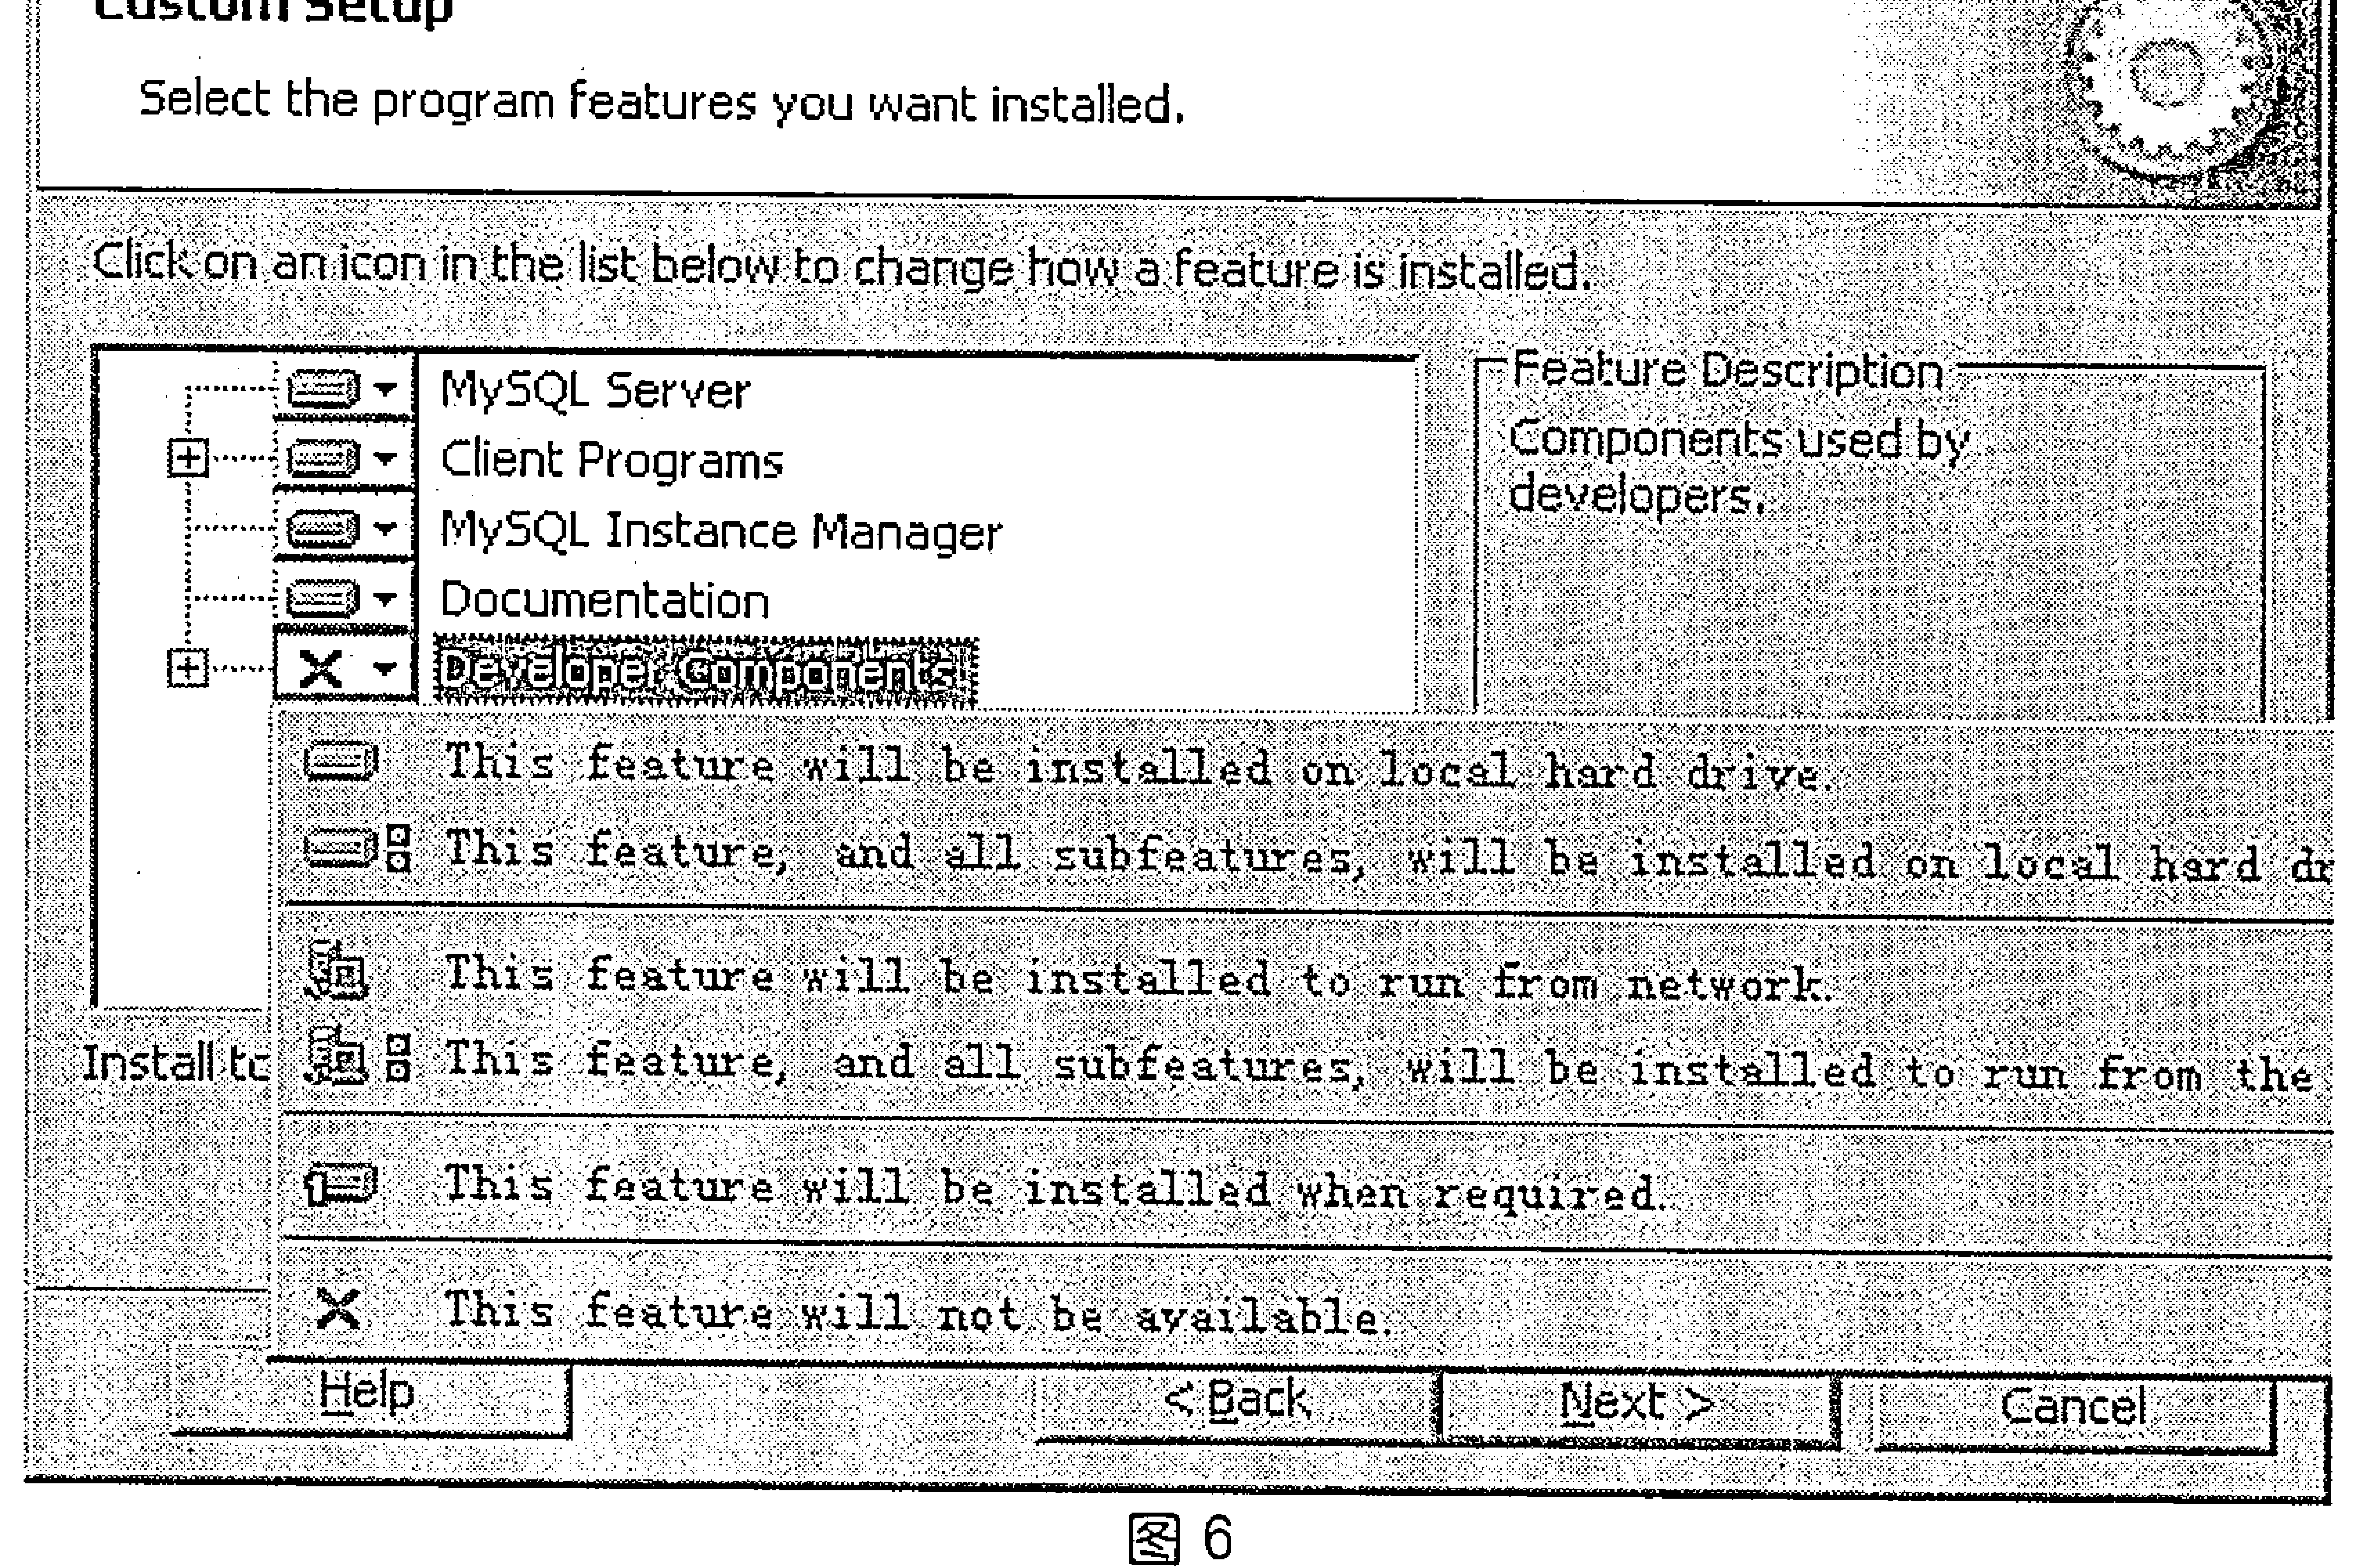 Custom Setup
Select the program features you want installed.
Click on an icon in the list below to change how a feature is installed.
MySQL Server
Client Programs
MySQL Instance Manager
Documentation
Developer Components
Feature Description
Components used by
developers.
This feature will be installed on local hard drive.
This feature, and all subfeatures, will be installed on local hard dr
This feature will be installed to run from network.
This feature, and all subfeatures, will be installed to run from the
Install to
This feature will be installed when required.
This feature will not be available.
Help
< Back
Next >
Cancel
图 6